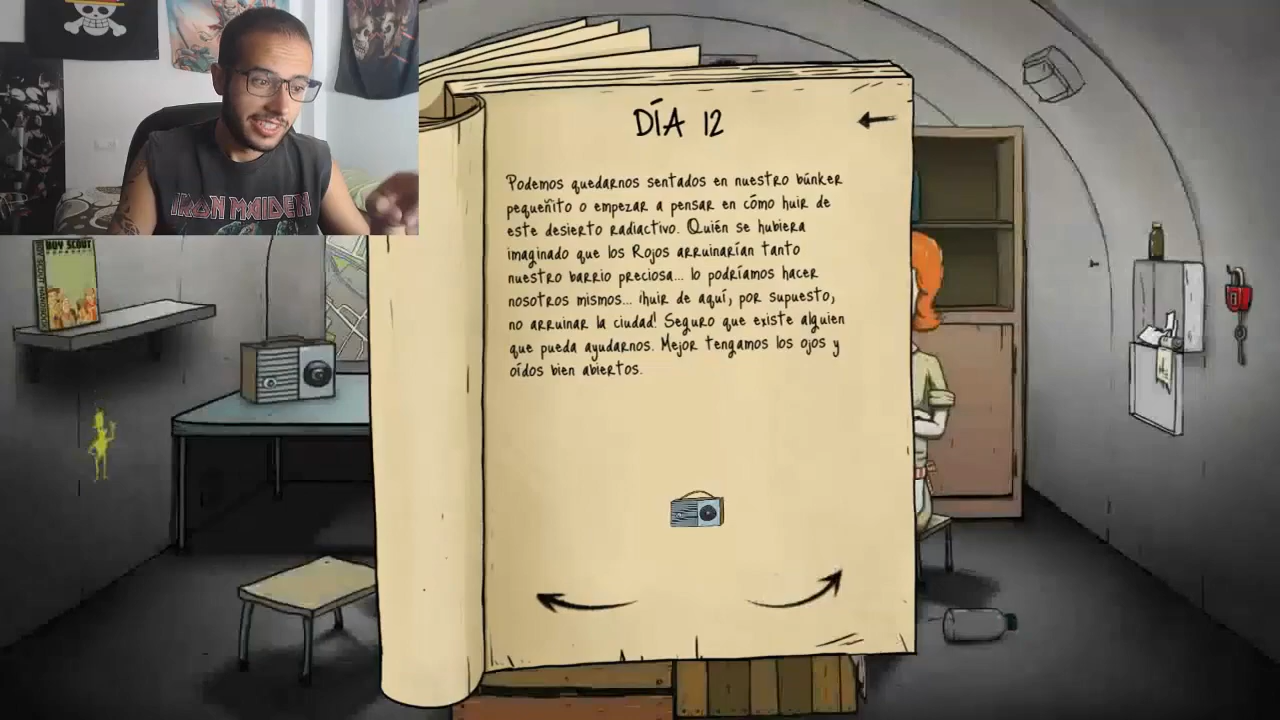 IRON MAIDEN
BOY SCOUT
DÍA 12
Podemos quedarnos sentados en nuestro búnker
pequeñito o empezar a pensar en cómo huir de
este desierto radiactivo. Quién se hubiera
imaginado que los Rojos arruinarían tanto
nuestro barrio preciosa... lo podríamos hacer
nosotros mismos... ¡huir de aquí, por supuesto,
no arruinar la ciudad! Seguro que existe alguien
que pueda ayudarnos. Mejor tengamos los ojos y
oídos bien abiertos.